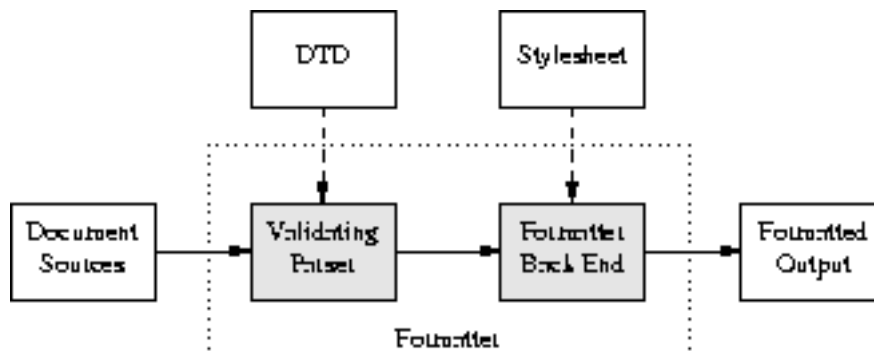 DTD
Stylesheet
Document
Sources
Validating
Parser
Formatter
Back End
Formatted
Output
Formatter